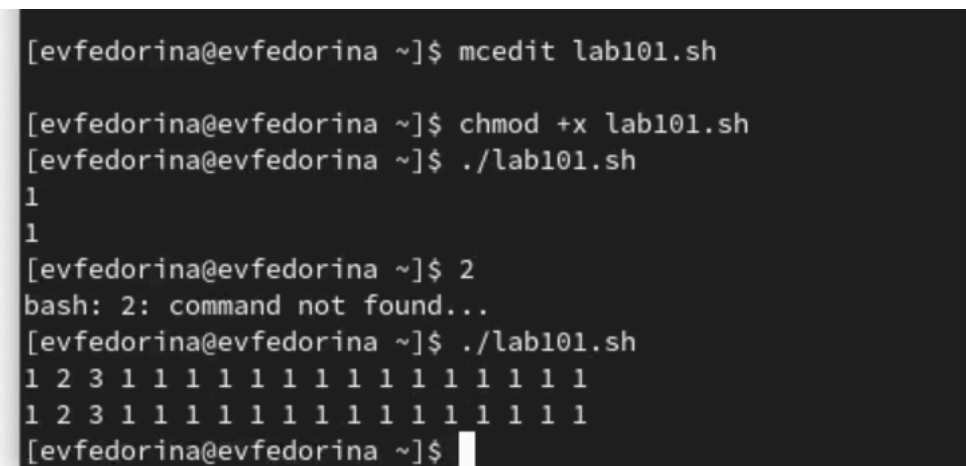 [evfedorina@evfedorina ~]$ mcedit lab101.sh
[evfedorina@evfedorina ~]$ chmod +x lab101.sh
[evfedorina@evfedorina ~]$ ./lab101.sh
1
1
[evfedorina@evfedorina ~]$ 2
bash: 2: command not found...
[evfedorina@evfedorina ~]$ ./lab101.sh
1 2 3 1 1 1 1 1 1 1 1 1 1 1 1 1 1 1
1 2 3 1 1 1 1 1 1 1 1 1 1 1 1 1 1 1
[evfedorina@evfedorina ~]$